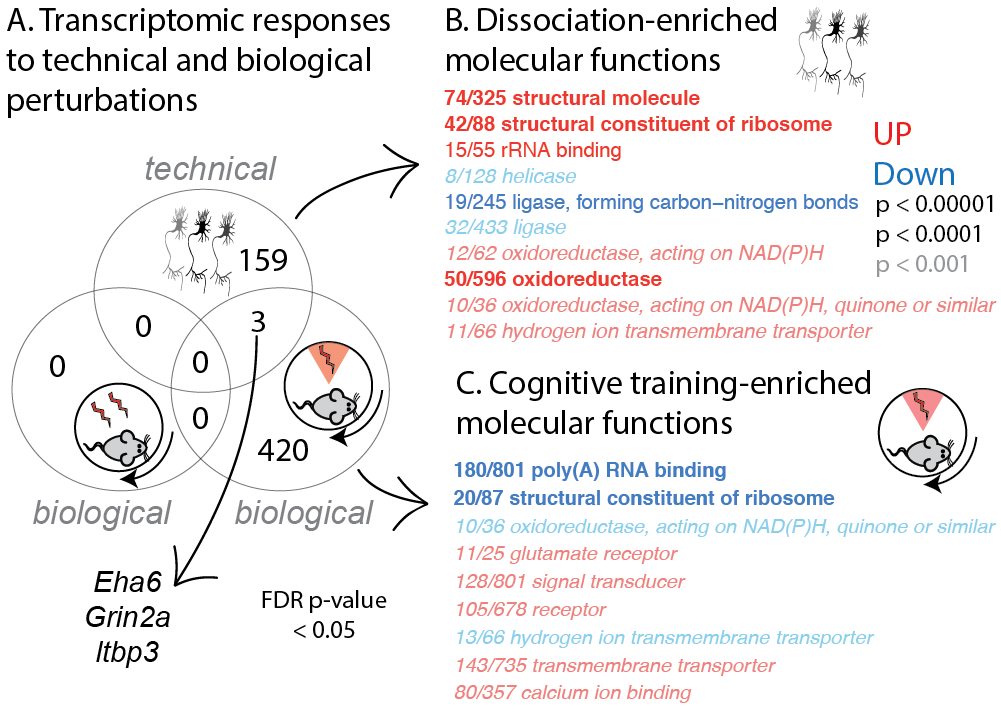 A. Transcriptomic responses
to technical and biological
perturbations
technical
159
0
3
0
0
0
420
biological
biological
Eha6
Grin2a
Itbp3
FDR p-value
< 0.05
B. Dissociation-enriched
molecular functions
74/325 structural molecule
42/88 structural constituent of ribosome
15/55 rRNA binding
8/128 helicase
19/245 ligase, forming carbon−nitrogen bonds
32/433 ligase
12/62 oxidoreductase, acting on NAD(P)H
50/596 oxidoreductase
10/36 oxidoreductase, acting on NAD(P)H, quinone or similar
11/66 hydrogen ion transmembrane transporter
UP
Down
p < 0.00001
p < 0.0001
p < 0.001
C. Cognitive training-enriched
molecular functions
180/801 poly(A) RNA binding
20/87 structural constituent of ribosome
10/36 oxidoreductase, acting on NAD(P)H, quinone or similar
11/25 glutamate receptor
128/801 signal transducer
105/678 receptor
13/66 hydrogen ion transmembrane transporter
143/735 transmembrane transporter
80/357 calcium ion binding